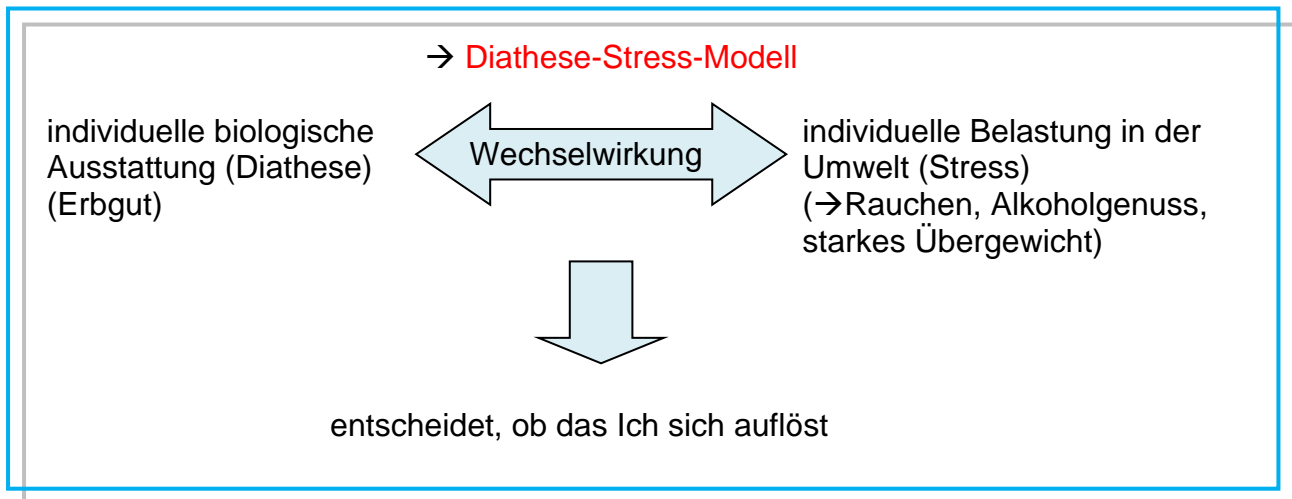 → Diathese-Stress-Modell
individuelle biologische
Ausstattung (Diathese)
(Erbgut)
Wechselwirkung
individuelle Belastung in der
Umwelt (Stress)
(→Rauchen, Alkoholgenuss,
starkes Übergewicht)
entscheidet, ob das Ich sich auflöst